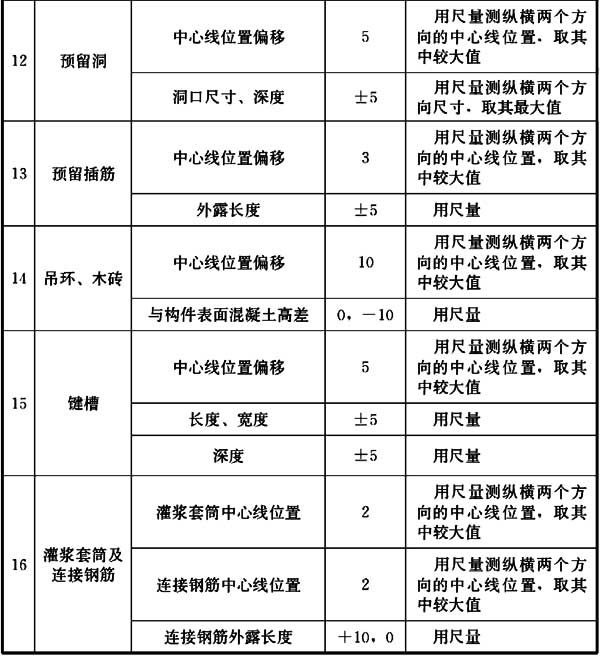 12
预留洞
中心线位置偏移
5
用尺量测纵横两个方
向的中心线位置，取其
中较大值
洞口尺寸、深度
±5
用尺量测纵横两个方
向尺寸，取其最大值
13
预留插筋
中心线位置偏移
3
用尺量测纵横两个方
向的中心线位置，取其
中较大值
外露长度
±5
用尺量
14
吊环、木砖
中心线位置偏移
10
用尺量测纵横两个方
向的中心线位置，取其
中较大值
与构件表面混凝土高差
0，－10
用尺量
15
键槽
中心线位置偏移
5
用尺量测纵横两个方
向的中心线位置，取其
中较大值
长度、宽度
±5
用尺量
深度
±5
用尺量
16
灌浆套筒及
连接钢筋
灌浆套筒中心线位置
2
用尺量测纵横两个方
向的中心线位置，取其
中较大值
连接钢筋中心线位置
2
用尺量测纵横两个方
向的中心线位置，取其
中较大值
连接钢筋外露长度
＋10，0
用尺量